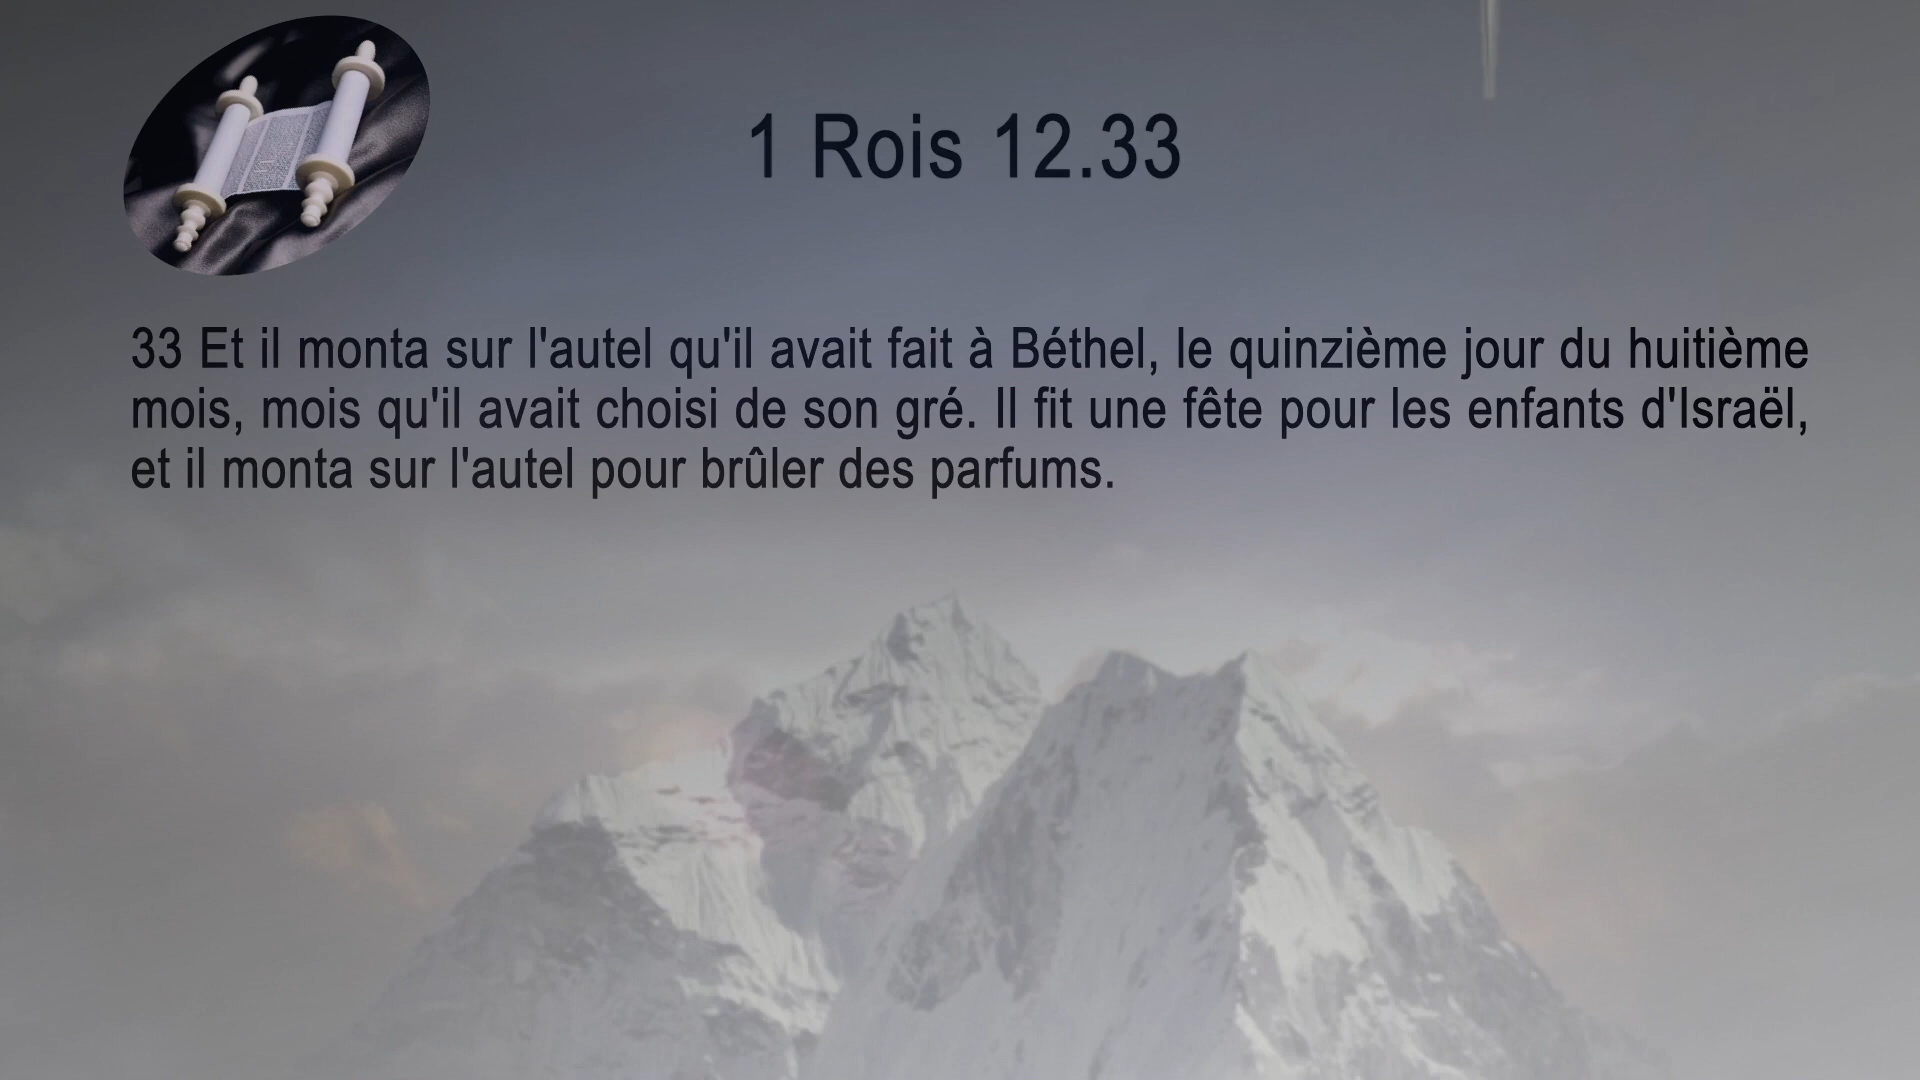 1 Rois 12.33
33 Et il monta sur l'autel qu'il avait fait à Béthel, le quinzième jour du huitième
mois, mois qu'il avait choisi de son gré. Il fit une fête pour les enfants d'Israël,
et il monta sur l'autel pour brûler des parfums.